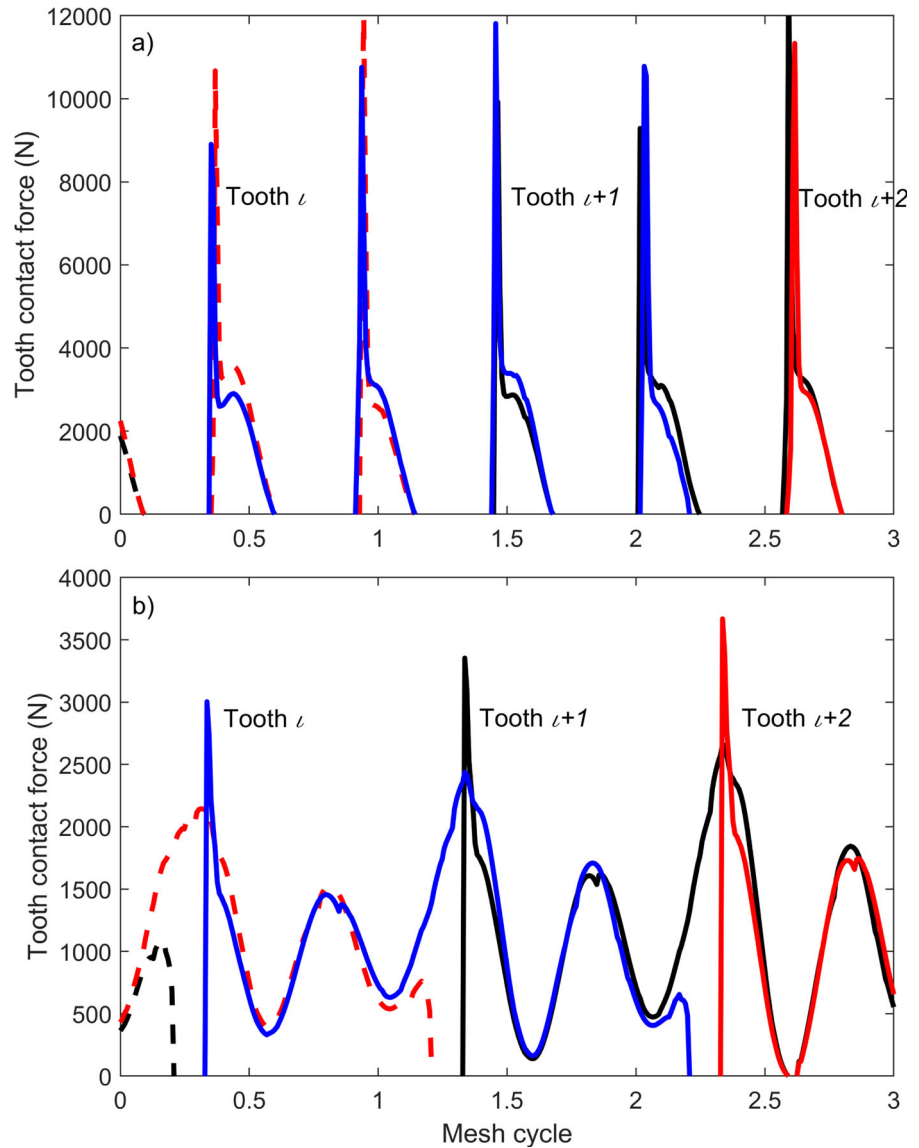 12000
a)
10000
8000
6000
4000
2000
0
Tooth contact force (N)
Tooth ι
Tooth ι+1
Tooth ι+2
0 0.5 1 1.5 2 2.5 3
4000
b)
3500
3000
2500
2000
1500
1000
500
0
Tooth contact force (N)
Tooth ι
Tooth ι+1
Tooth ι+2
0 0.5 1 1.5 2 2.5 3
Mesh cycle